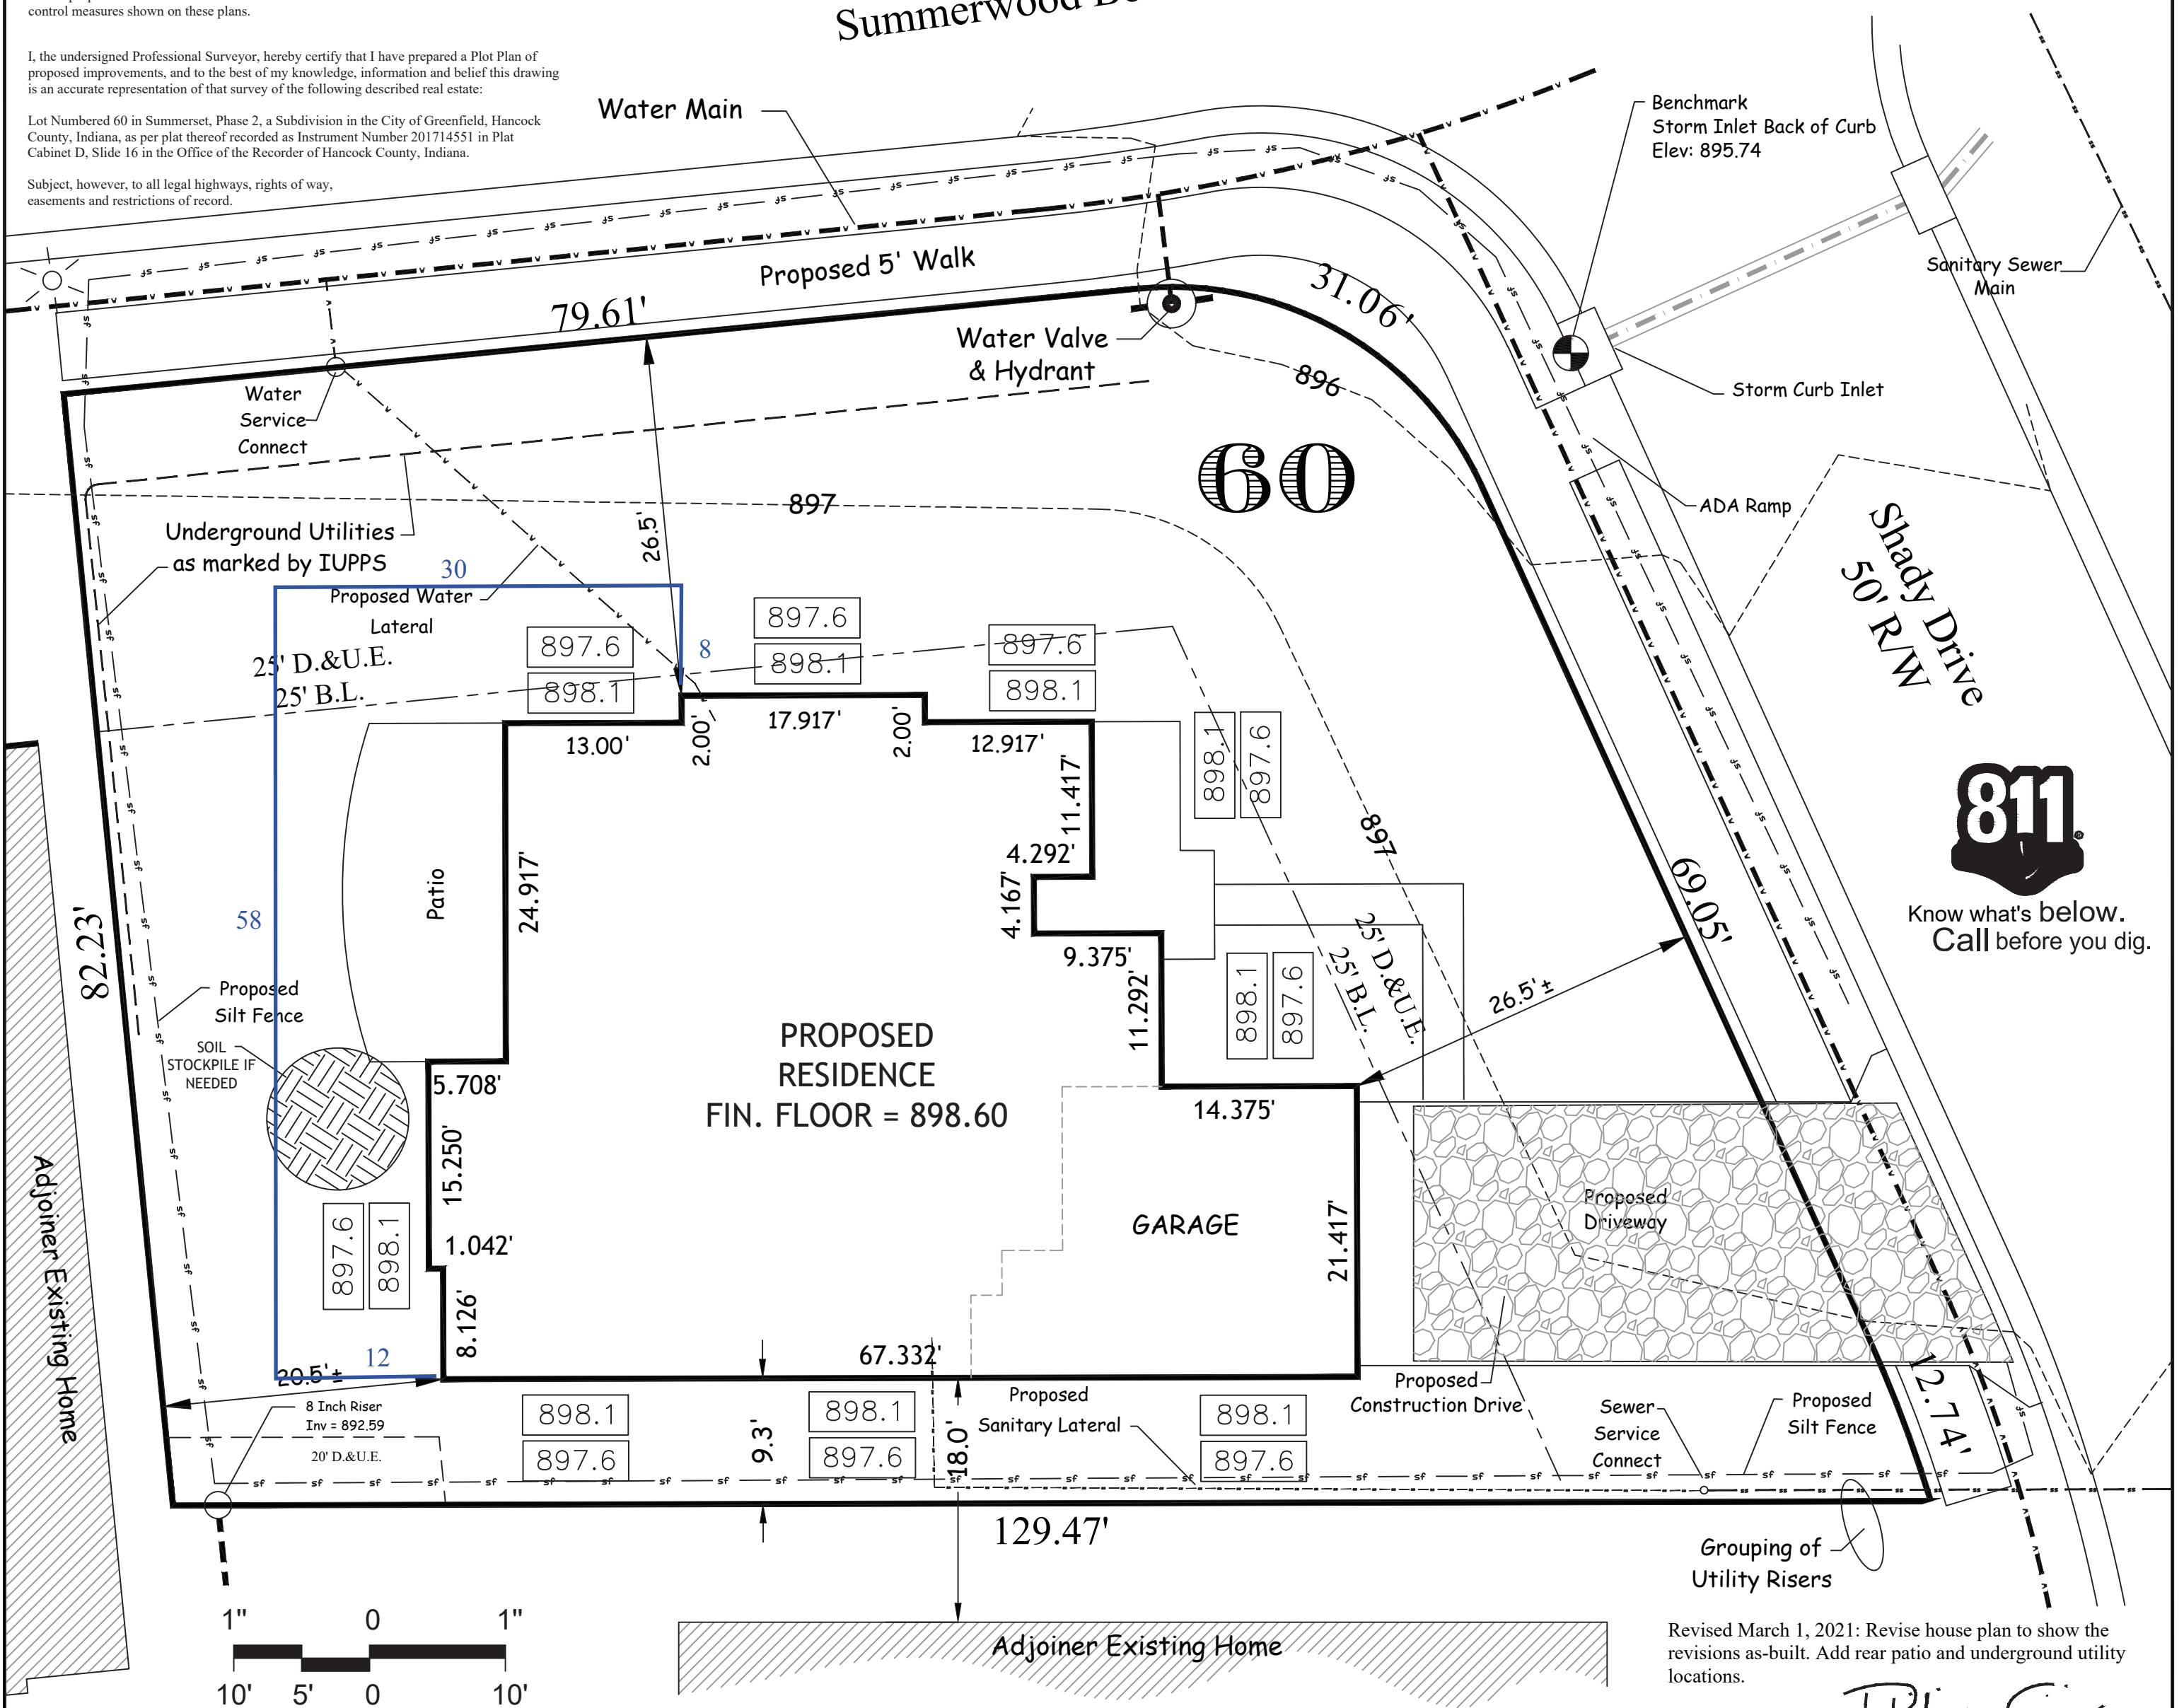 control measures shown on these plans.
I, the undersigned Professional Surveyor, hereby certify that I have prepared a Plot Plan of
proposed improvements, and to the best of my knowledge, information and belief this drawing
is an accurate representation of that survey of the following described real estate:
Lot Numbered 60 in Summerset, Phase 2, a Subdivision in the City of Greenfield, Hancock
County, Indiana, as per plat thereof recorded as Instrument Number 201714551 in Plat
Cabinet D, Slide 16 in the Office of the Recorder of Hancock County, Indiana.
Subject, however, to all legal highways, rights of way,
easements and restrictions of record.
Summerwood
Water Main
Benchmark
Storm Inlet Back of Curb
Elev: 895.74
Sanitary Sewer
Main
Proposed 5' Walk
79.61'
31.06'
Water Valve
& Hydrant
896
Storm Curb Inlet
Water
Service
Connect
60
897
ADA Ramp
Underground Utilities
as marked by IUPPS
26.5'
Shady Drive
50' R/W
30
Proposed Water
Lateral
8
897.6
898.1
897.6
898.1
897.6
898.1
25' D.&U.E.
25' B.L.
13.00'
2.00'
17.917'
2.00'
12.917'
898.1
897.6
11.417'
4.292'
4.167'
9.375'
11.292'
897
811
Know what's below.
Call before you dig.
Patio
24.917'
58
82.23'
69.05'
25' D.&U.E.
25' B.L.
26.5'±
898.1
897.6
Proposed
Silt Fence
SOIL
STOCKPILE IF
NEEDED
PROPOSED
RESIDENCE
FIN. FLOOR = 898.60
5.708'
14.375'
15.250'
1.042'
8.126'
897.6
898.1
GARAGE
21.417'
Proposed
Driveway
Adjoiner Existing Home
12
20.5'±
67.332'
8 Inch Riser
Inv = 892.59
20' D.&U.E.
898.1
897.6
9.3'
898.1
897.6
18.0'
Proposed
Sanitary Lateral
898.1
897.6
Proposed
Construction Drive
Sewer
Service
Connect
Proposed
Silt Fence
12.74'
129.47'
Grouping of
Utility Risers
1" 0 1"
10' 5' 0 10'
Adjoiner Existing Home
Revised March 1, 2021: Revise house plan to show the
revisions as-built. Add rear patio and underground utility
locations.